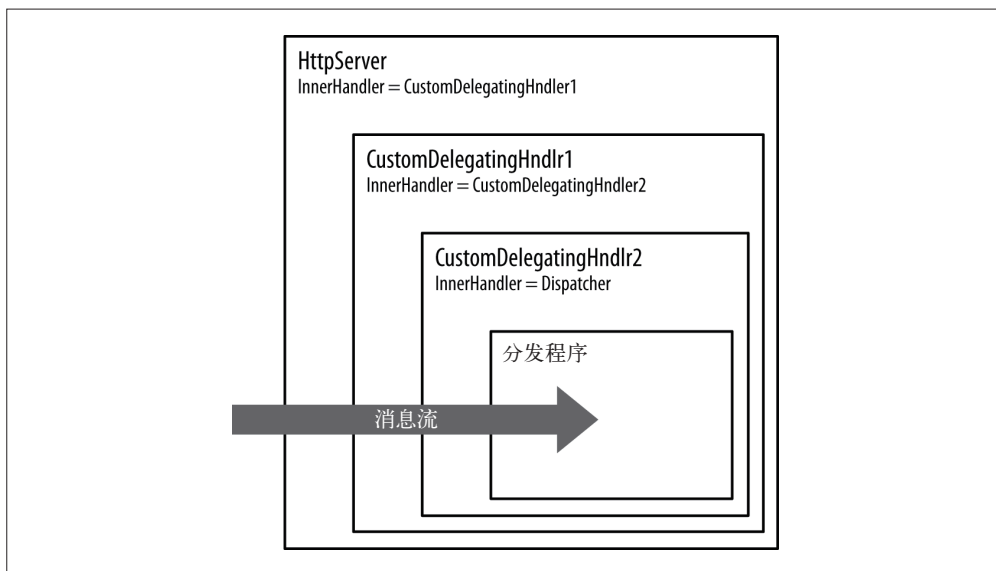 HttpServer
InnerHandler = CustomDelegatingHndler1
CustomDelegatingHndlr1
InnerHandler = CustomDelegatingHndler2
CustomDelegatingHndlr2
InnerHandler = Dispatcher
分发程序
消息流